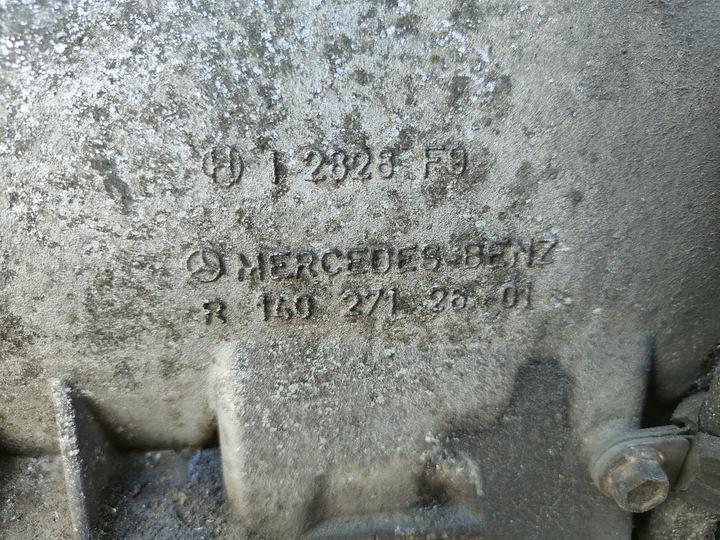 H 1 2828 F9
MERCEDES-BENZ
R 140 271 26 01